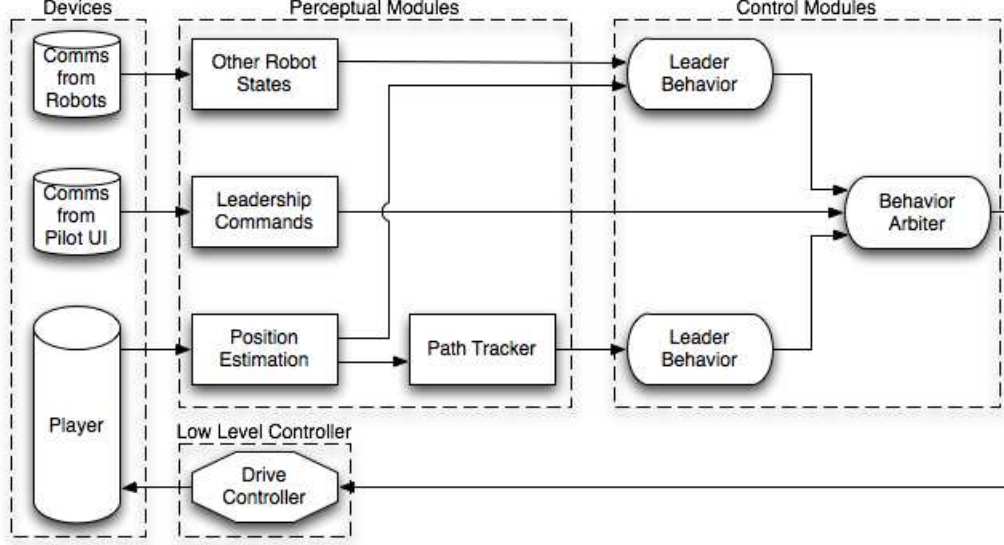 Devices
Perceptual Modules
Control Modules
Comms
from
Robots
Other Robot
States
Leader
Behavior
Comms
from
Pilot UI
Leadership
Commands
Behavior
Arbiter
Player
Position
Estimation
Path Tracker
Leader
Behavior
Low Level Controller
Drive
Controller